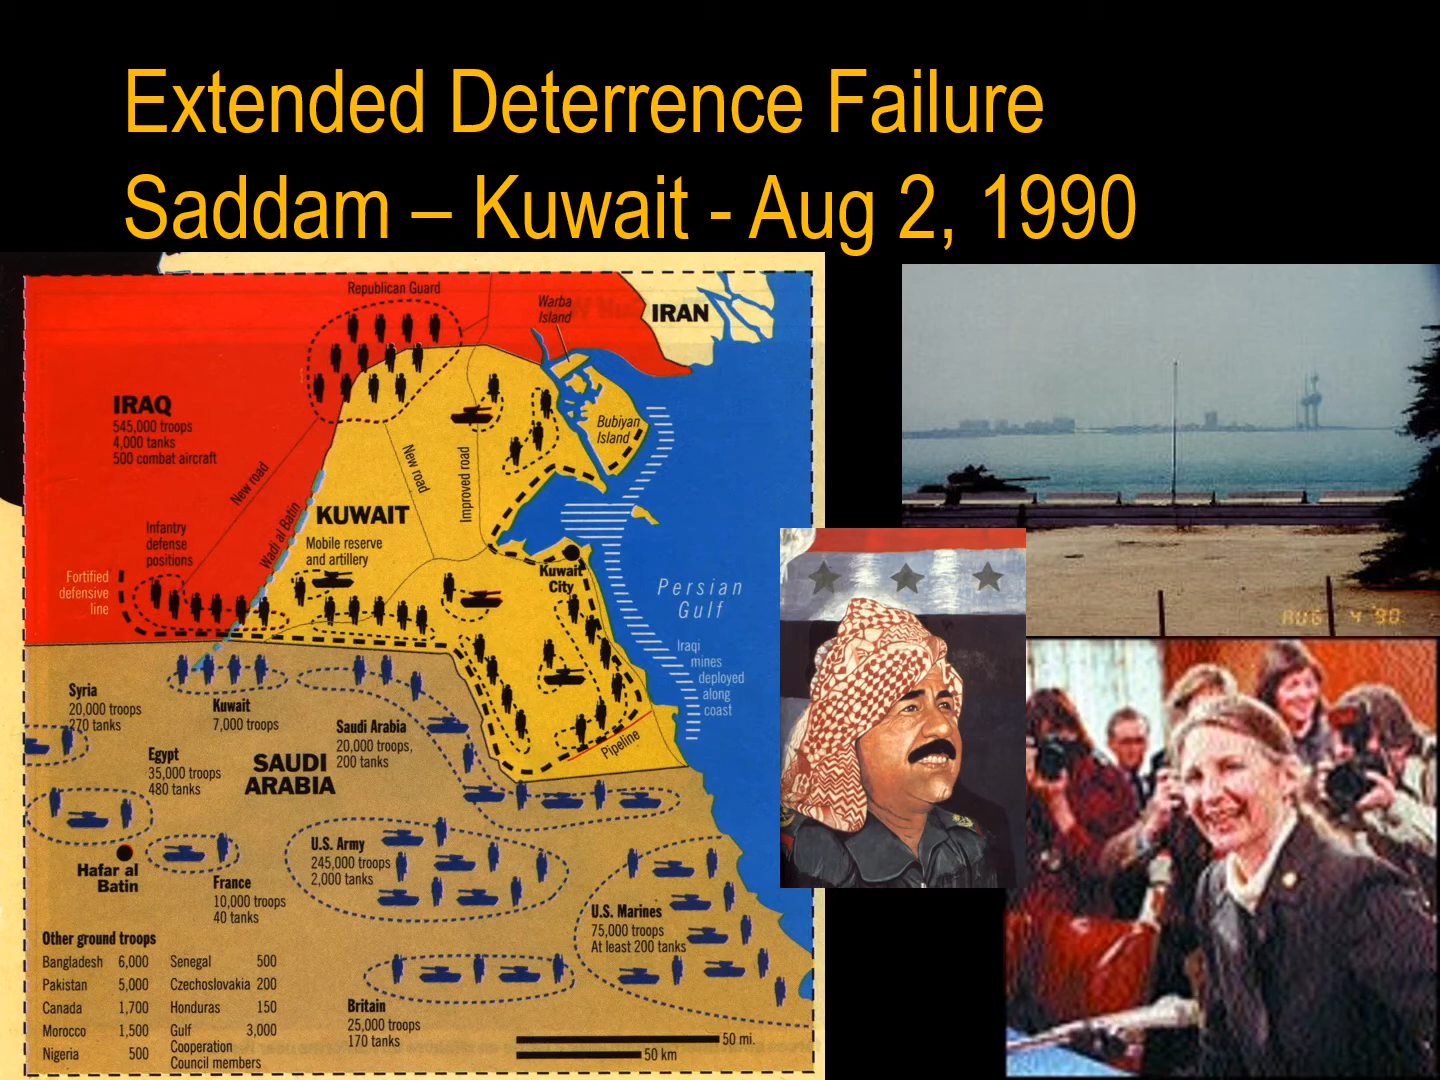 Extended Deterrence Failure
Saddam – Kuwait - Aug 2, 1990
Republican Guard
Warba
Island
IRAN
IRAQ
545,000 troops
4,000 tanks
500 combat aircraft
New road
Wadi al Batin
New road
Improved road
Bubiyan
Island
KUWAIT
Mobile reserve
and artillery
Infantry
defense
positions
Fortified
defensive
line
Kuwait
City
Persian
Gulf
Iraqi
mines
deployed
along
coast
Pipeline
Syria
20,000 troops
270 tanks
Kuwait
7,000 troops
Saudi Arabia
20,000 troops,
200 tanks
Egypt
35,000 troops
480 tanks
SAUDI
ARABIA
Hafar al
Batin
France
10,000 troops
40 tanks
U.S. Army
245,000 troops
2,000 tanks
U.S. Marines
75,000 troops
At least 200 tanks
Britain
25,000 troops
170 tanks
Other ground troops
Bangladesh 6,000 Senegal 500
Pakistan 5,000 Czechoslovakia 200
Canada 1,700 Honduras 150
Morocco 1,500 Gulf 3,000
Nigeria 500 Cooperation
Council members
50 mi.
50 km
AUG 4 '90